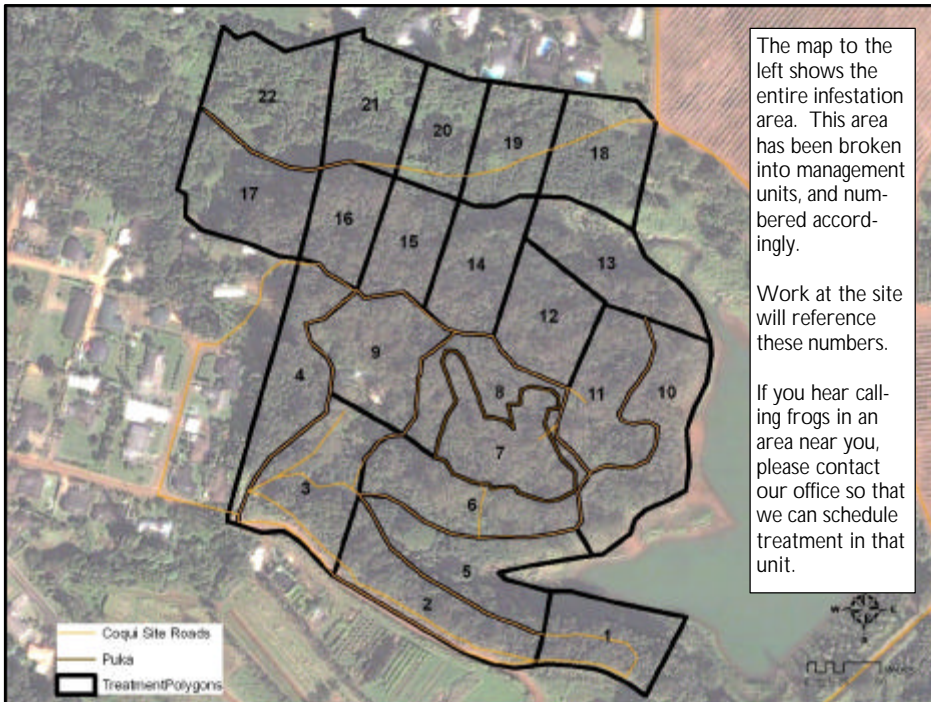 The map to the
left shows the
entire infestation
area.  This area
has been broken
into management
units, and num-
bered accord-
ingly.
Work at the site
will reference
these numbers.
If you hear call-
ing frogs in an
area near you,
please contact
our office so that
we can schedule
treatment in that
unit.
22
21
20
19
18
17
16
15
14
13
12
11
10
9
8
7
6
5
4
3
2
1
Coqui Site Roads
Puka
TreatmentPolygons
W
E